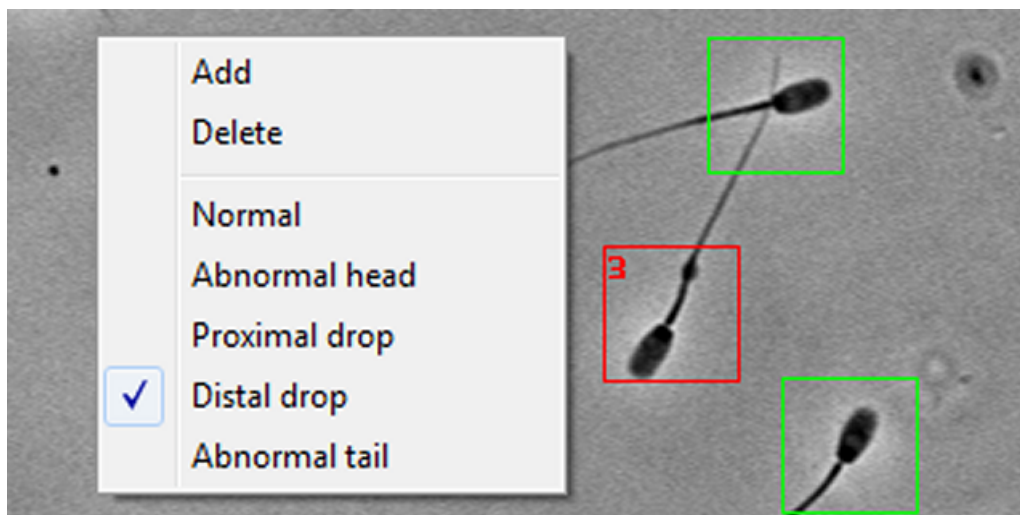 Add
Delete
Normal
Abnormal head
Proximal drop
Distal drop
Abnormal tail
3